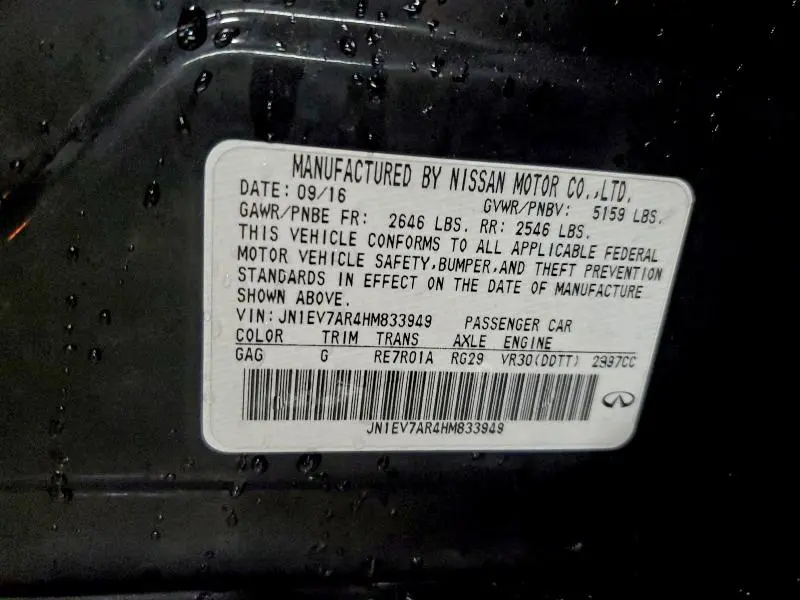 MANUFACTURED BY NISSAN MOTOR CO.,LTD.
DATE: 09/16 GVWR/PNBV: 5159 LBS.
GAWR/PNBE FR: 2646 LBS. RR: 2546 LBS.
THIS VEHICLE CONFORMS TO ALL APPLICABLE FEDERAL
MOTOR VEHICLE SAFETY,BUMPER,AND THEFT PREVENTION
STANDARDS IN EFFECT ON THE DATE OF MANUFACTURE
SHOWN ABOVE.
VIN: JN1EV7AR4HM833949 PASSENGER CAR
COLOR TRIM TRANS AXLE ENGINE
GAG G RE7R01A RG29 VR30(DDTT) 2997CC
JN1EV7AR4HM833949